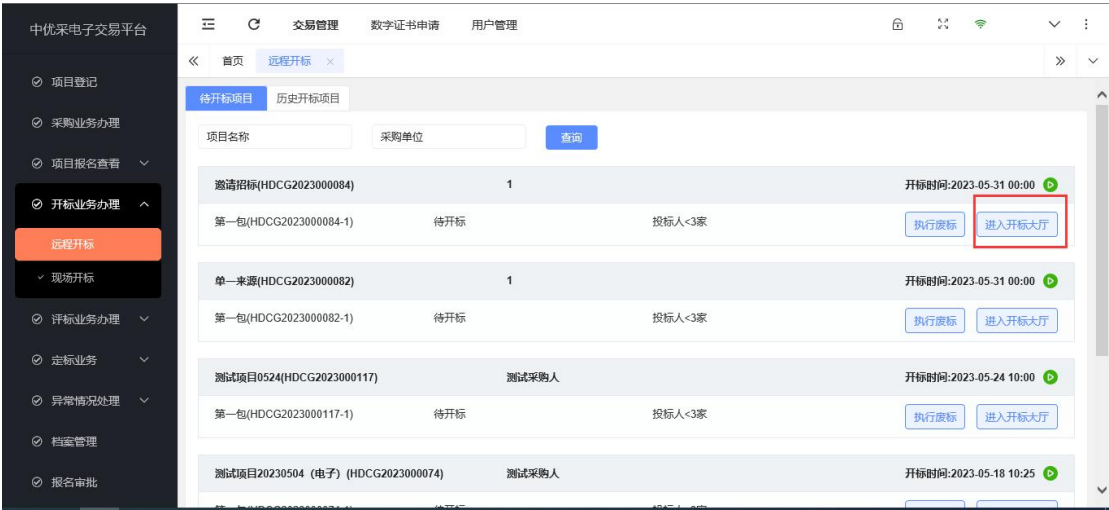 中优采电子交易平台
交易管理 数字证书申请 用户管理
首页 远程开标
项目登记
采购业务办理
项目报名查看
开标业务办理
远程开标
现场开标
评标业务办理
定标业务
异常情况处理
档案管理
报名审批
待开标项目 历史开标项目
项目名称 采购单位 查询
邀请招标(HDCG2023000084) 1 开标时间:2023-05-31 00:00
第一包(HDCG2023000084-1) 待开标 投标人<3家 执行废标 进入开标大厅
单一来源(HDCG2023000082) 1 开标时间:2023-05-31 00:00
第一包(HDCG2023000082-1) 待开标 投标人<3家 执行废标 进入开标大厅
测试项目0524(HDCG2023000117) 测试采购人 开标时间:2023-05-24 10:00
第一包(HDCG2023000117-1) 待开标 投标人<3家 执行废标 进入开标大厅
测试项目20230504（电子）(HDCG2023000074) 测试采购人 开标时间:2023-05-18 10:25